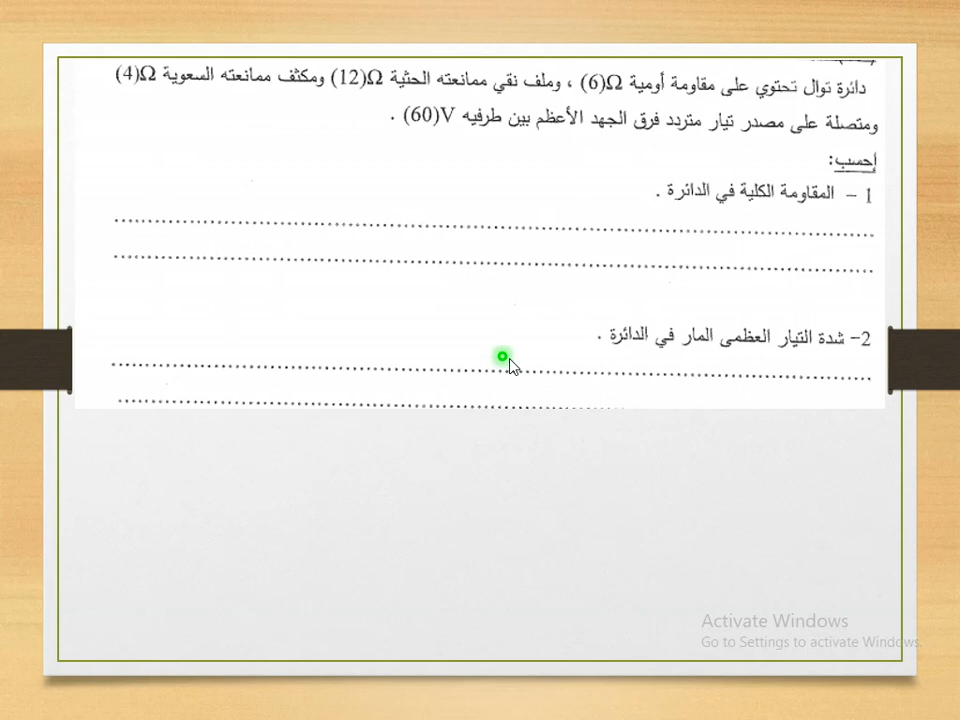 دائرة توال تحتوي على مقاومة أومية Ω(6) ، وملف نقي ممانعته الحثية Ω(12) ومكثف ممانعته السعوية Ω(4)
ومتصلة على مصدر تيار متردد فرق الجهد الأعظم بين طرفيه V(60) .
أحسب:
1 – المقاومة الكلية في الدائرة .
2– شدة التيار العظمى المار في الدائرة .
Activate Windows
Go to Settings to activate Windows.